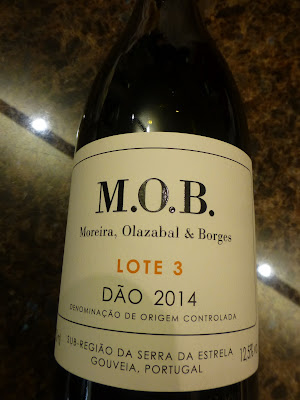 M.O.B.
Moreira, Olazabal & Borges
LOTE 3
DÃO 2014
DENOMINAÇÃO DE ORIGEM CONTROLADA
SUB-REGIÃO DA SERRA DA ESTRELA
GOUVEIA, PORTUGAL
12,5%